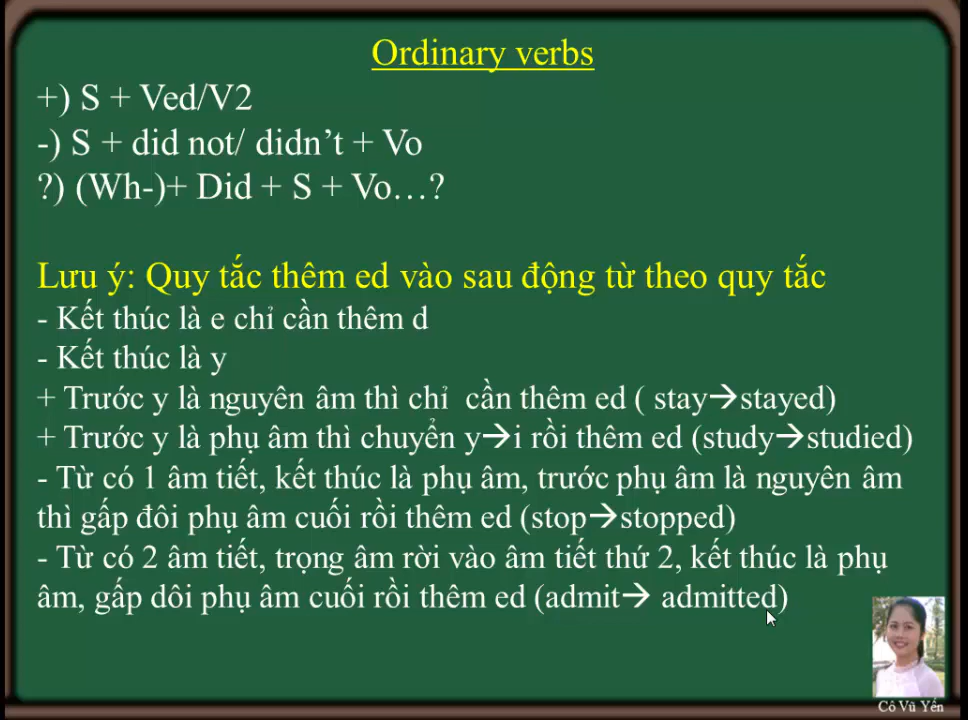 Ordinary verbs
+) S + Ved/V2
-) S + did not/ didn’t + Vo
?) (Wh-)+ Did + S + Vo…?
Lưu ý: Quy tắc thêm ed vào sau động từ theo quy tắc
- Kết thúc là e chỉ cần thêm d
- Kết thúc là y
+ Trước y là nguyên âm thì chỉ cần thêm ed ( stay→stayed)
+ Trước y là phụ âm thì chuyển y→i rồi thêm ed (study→studied)
- Từ có 1 âm tiết, kết thúc là phụ âm, trước phụ âm là nguyên âm
thì gấp đôi phụ âm cuối rồi thêm ed (stop→stopped)
- Từ có 2 âm tiết, trọng âm rời vào âm tiết thứ 2, kết thúc là phụ
âm, gấp dôi phụ âm cuối rồi thêm ed (admit→ admitted)
Cô Vũ Yến